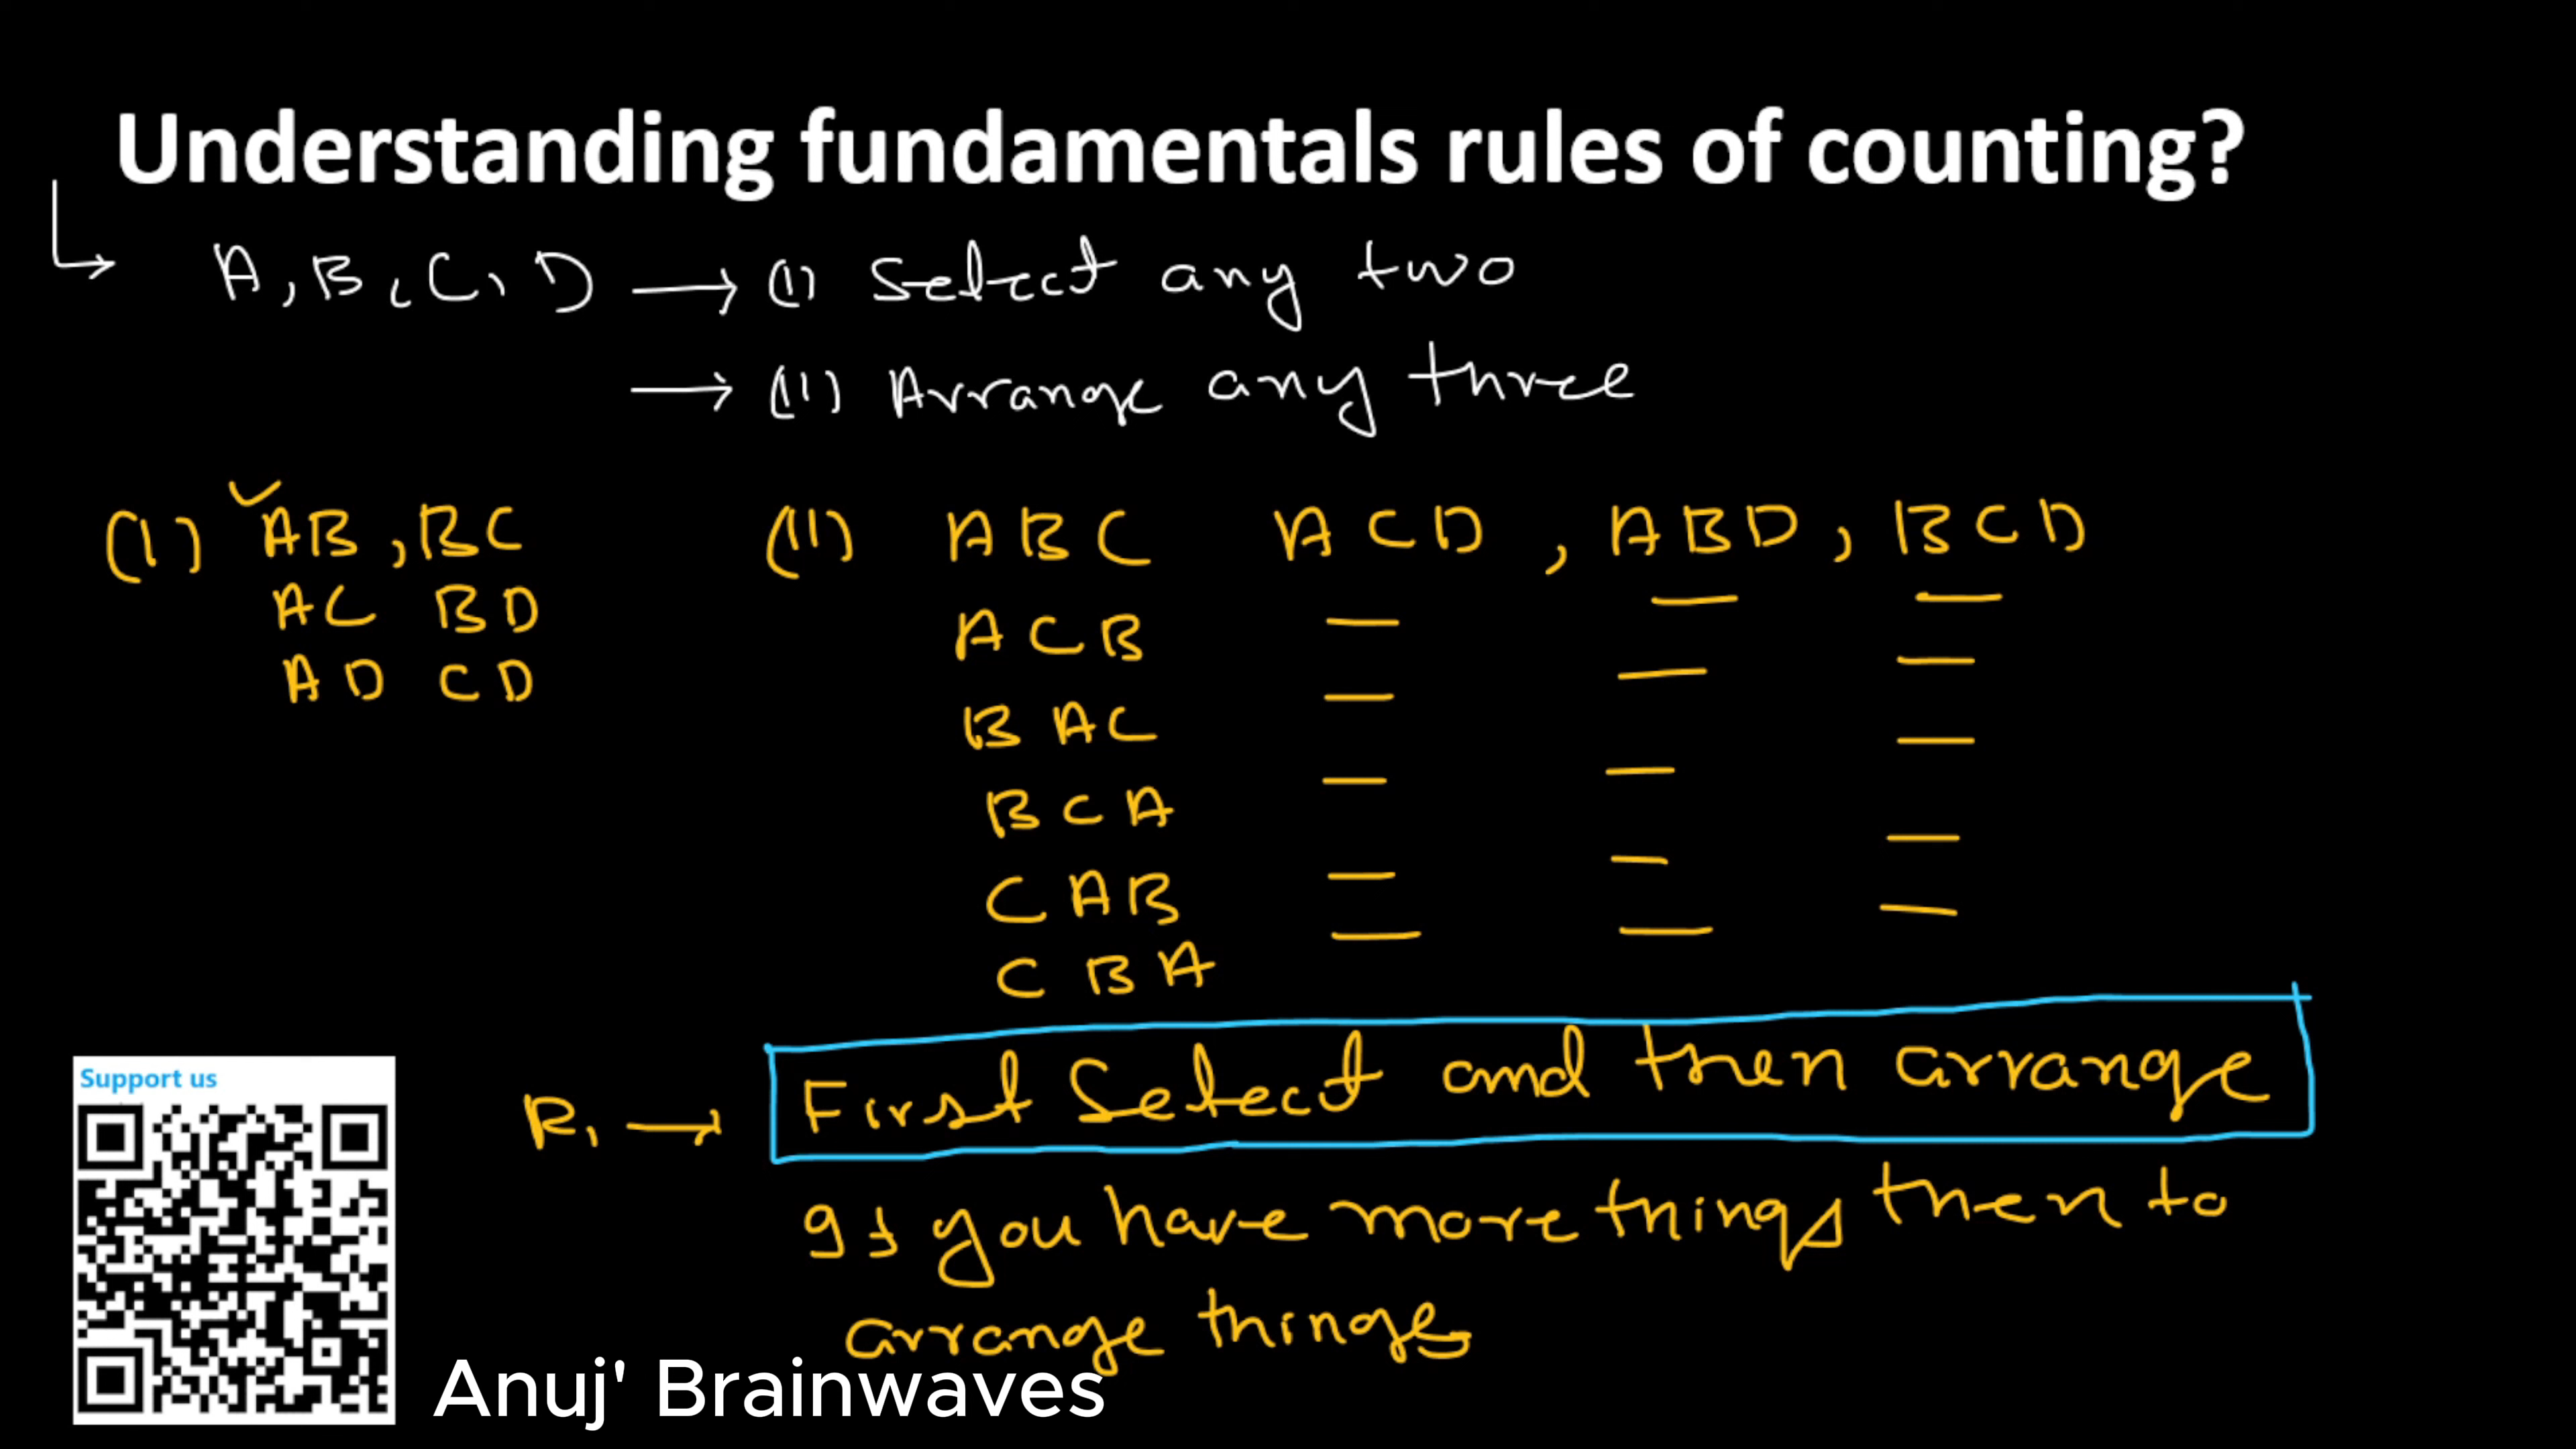 Understanding fundamentals rules of counting?
A, B, C, D → (I) Select any two
→ (II) Arrange any three
(I) AB, BC
AC BD
AD CD
(II) ABC ACD, ABD, BCD
ACB
BAC
BCA
CAB
CBA
R1 → First Select and then arrange
If you have more things then to
arrange things
Support us
Anuj' Brainwaves